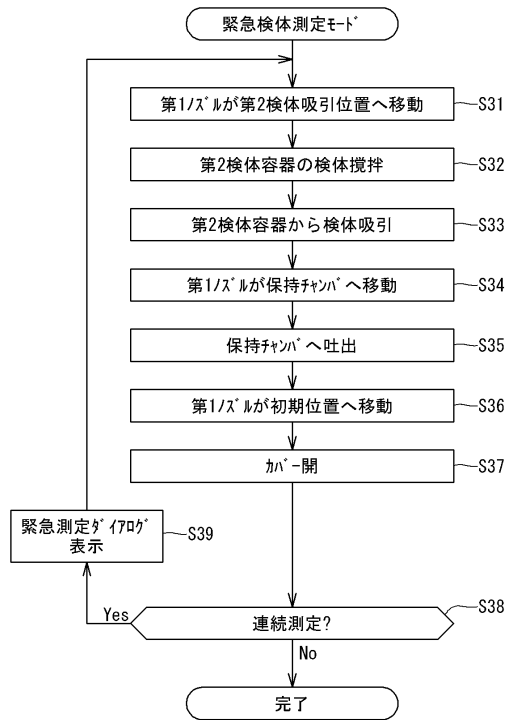 緊急検体測定ﾓｰﾄﾞ
第1ﾉｽﾞﾙが第2検体吸引位置へ移動
S31
第2検体容器の検体撹拌
S32
第2検体容器から検体吸引
S33
第1ﾉｽﾞﾙが保持ﾁｬﾝﾊﾞへ移動
S34
保持ﾁｬﾝﾊﾞへ吐出
S35
第1ﾉｽﾞﾙが初期位置へ移動
S36
ｶﾊﾞｰ開
S37
緊急測定ﾀﾞｲｱﾛｸﾞ
表示
S39
Yes
連続測定?
S38
No
完了